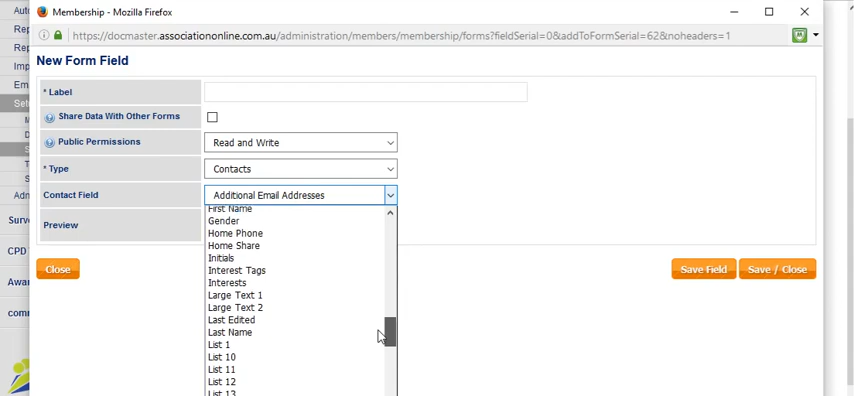 Membership - Mozilla Firefox
https://docmaster.associationonline.com.au/administration/members/membership/forms?fieldSerial=0&addToFormSerial=62&noheaders=1
New Form Field
* Label
Share Data With Other Forms
Public Permissions
Read and Write
* Type
Contacts
Contact Field
Additional Email Addresses
Preview
First Name
Gender
Home Phone
Home Share
Initials
Interest Tags
Interests
Large Text 1
Large Text 2
Last Edited
Last Name
List 1
List 10
List 11
List 12
List 13
Close
Save Field
Save / Close
Auto
Rep
Rep
Imp
Em
Set
Adm
Surve
CPD T
Awar
comm